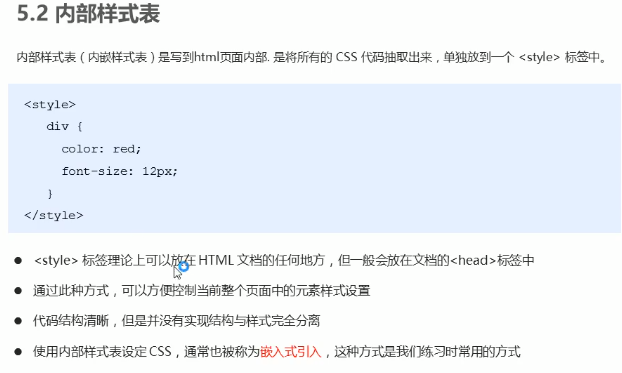 5.2 内部样式表
内部样式表（内嵌样式表）是写到html页面内部. 是将所有的 CSS 代码抽取出来，单独放到一个 <style> 标签中。
<style>
div {
color: red;
font-size: 12px;
}
</style>
● <style> 标签理论上可以放在 HTML 文档的任何地方，但一般会放在文档的<head>标签中
● 通过此种方式，可以方便控制当前整个页面中的元素样式设置
● 代码结构清晰，但是并没有实现结构与样式完全分离
● 使用内部样式表设定 CSS，通常也被称为嵌入式引入，这种方式是我们练习时常用的方式